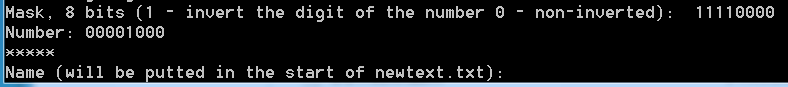 Mask, 8 bits (1 - invert the digit of the number 0 - non-inverted):  11110000
Number: 00001000
*****
Name (will be putted in the start of newtext.txt):